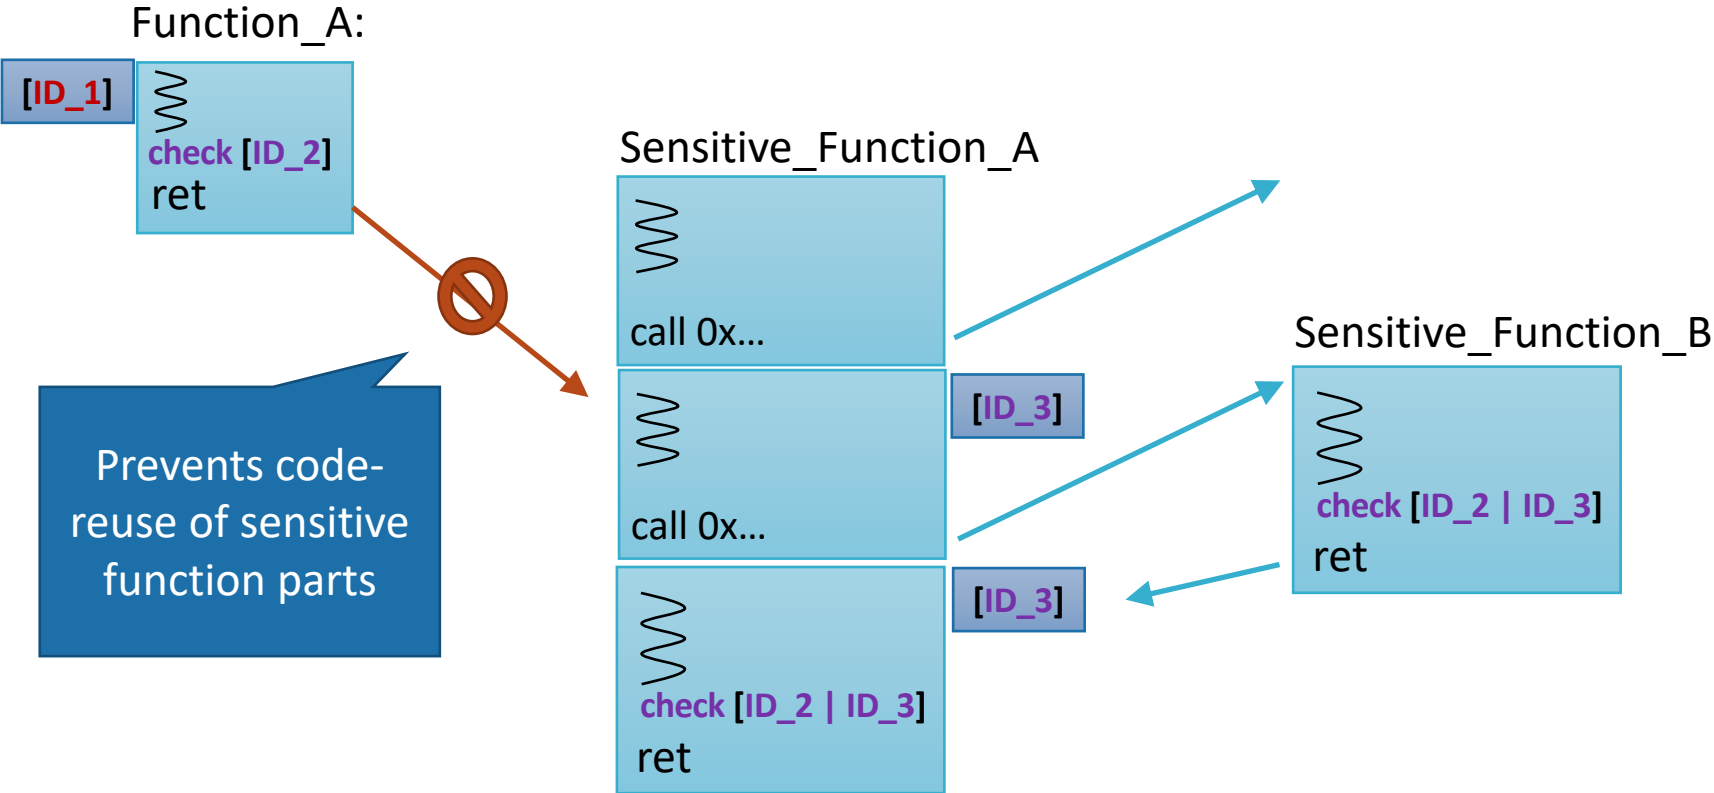 Function_A:
[ID_1]
check [ID_2]
ret
Prevents code-
reuse of sensitive
function parts
Sensitive_Function_A
call 0x...
[ID_3]
call 0x...
[ID_3]
check [ID_2 | ID_3]
ret
Sensitive_Function_B
check [ID_2 | ID_3]
ret